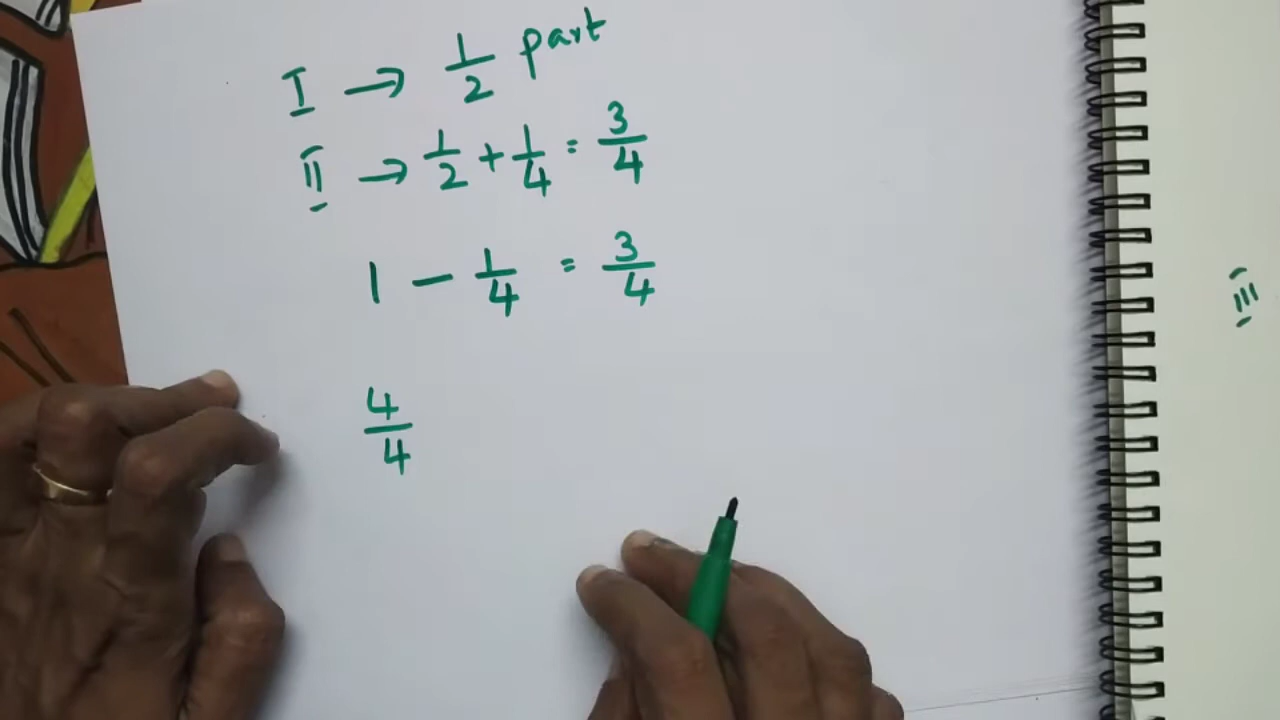 I → 1/2 part
II → 1/2 + 1/4 = 3/4
1 - 1/4 = 3/4
4/4
III